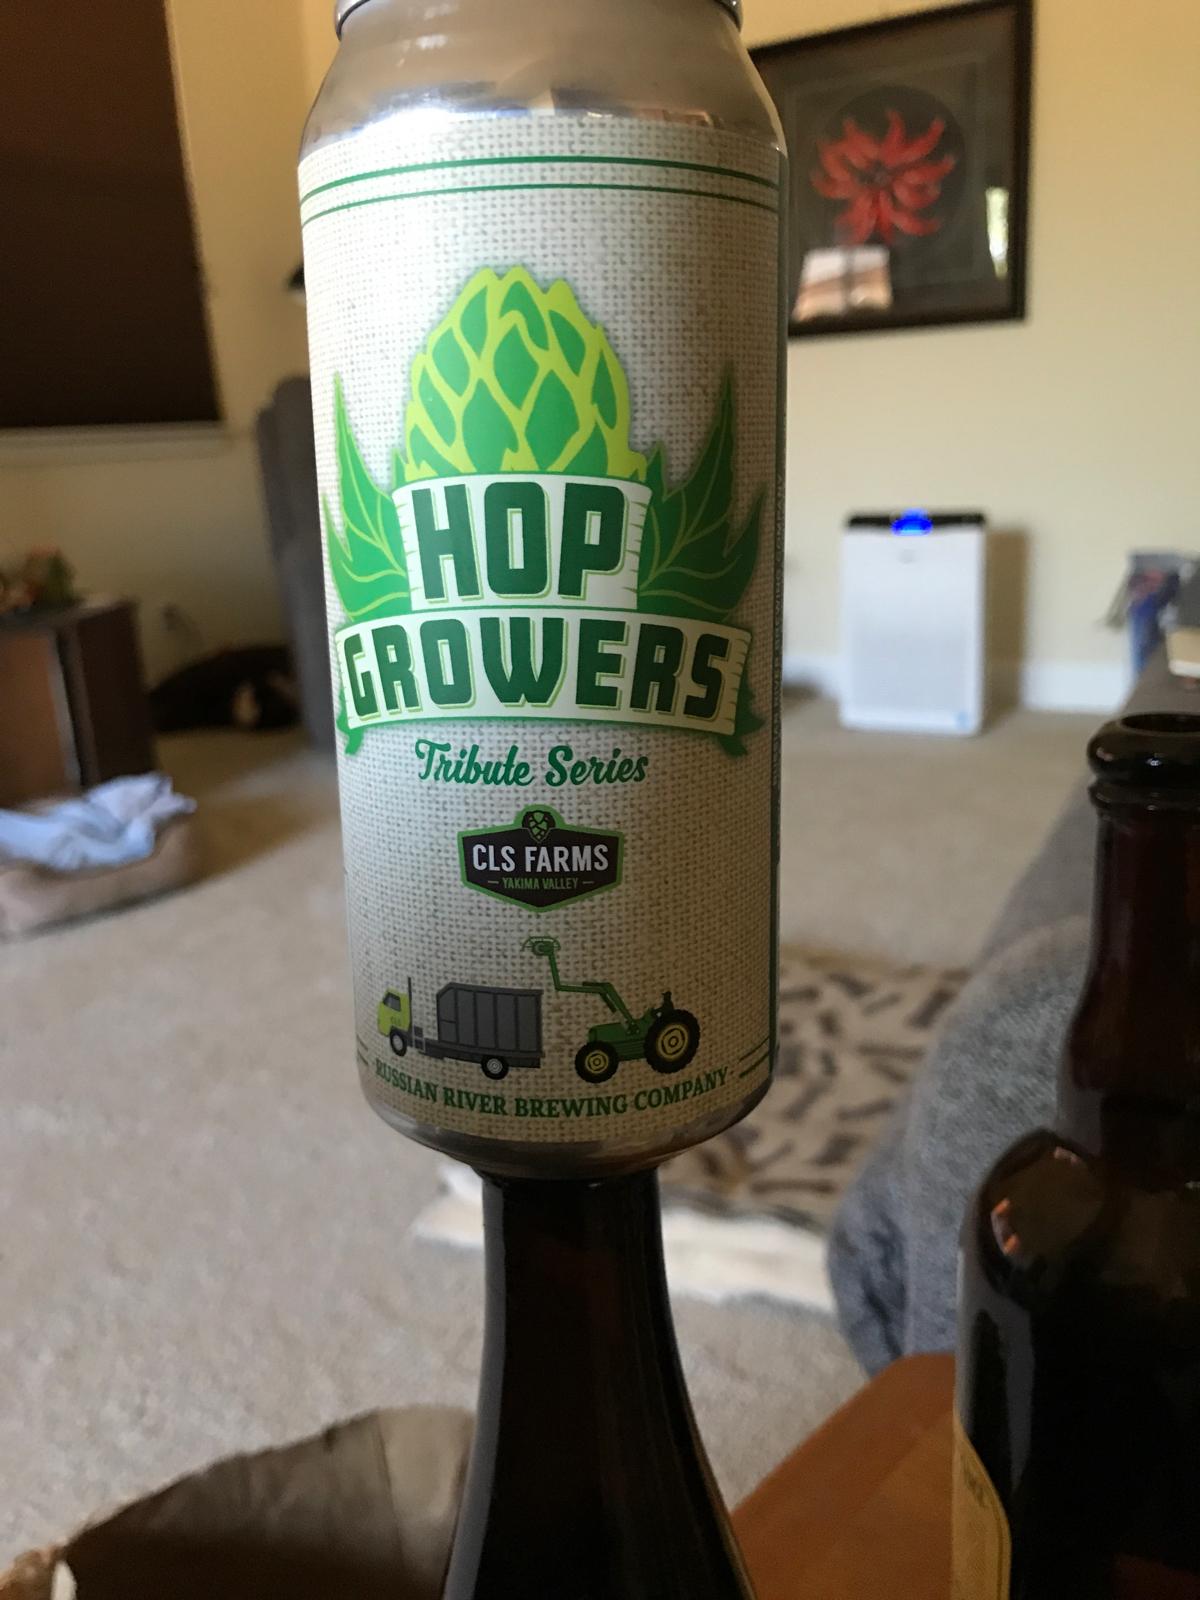 HOP
GROWERS
Tribute Series
CLS FARMS
YAKIMA VALLEY
RUSSIAN RIVER BREWING COMPANY